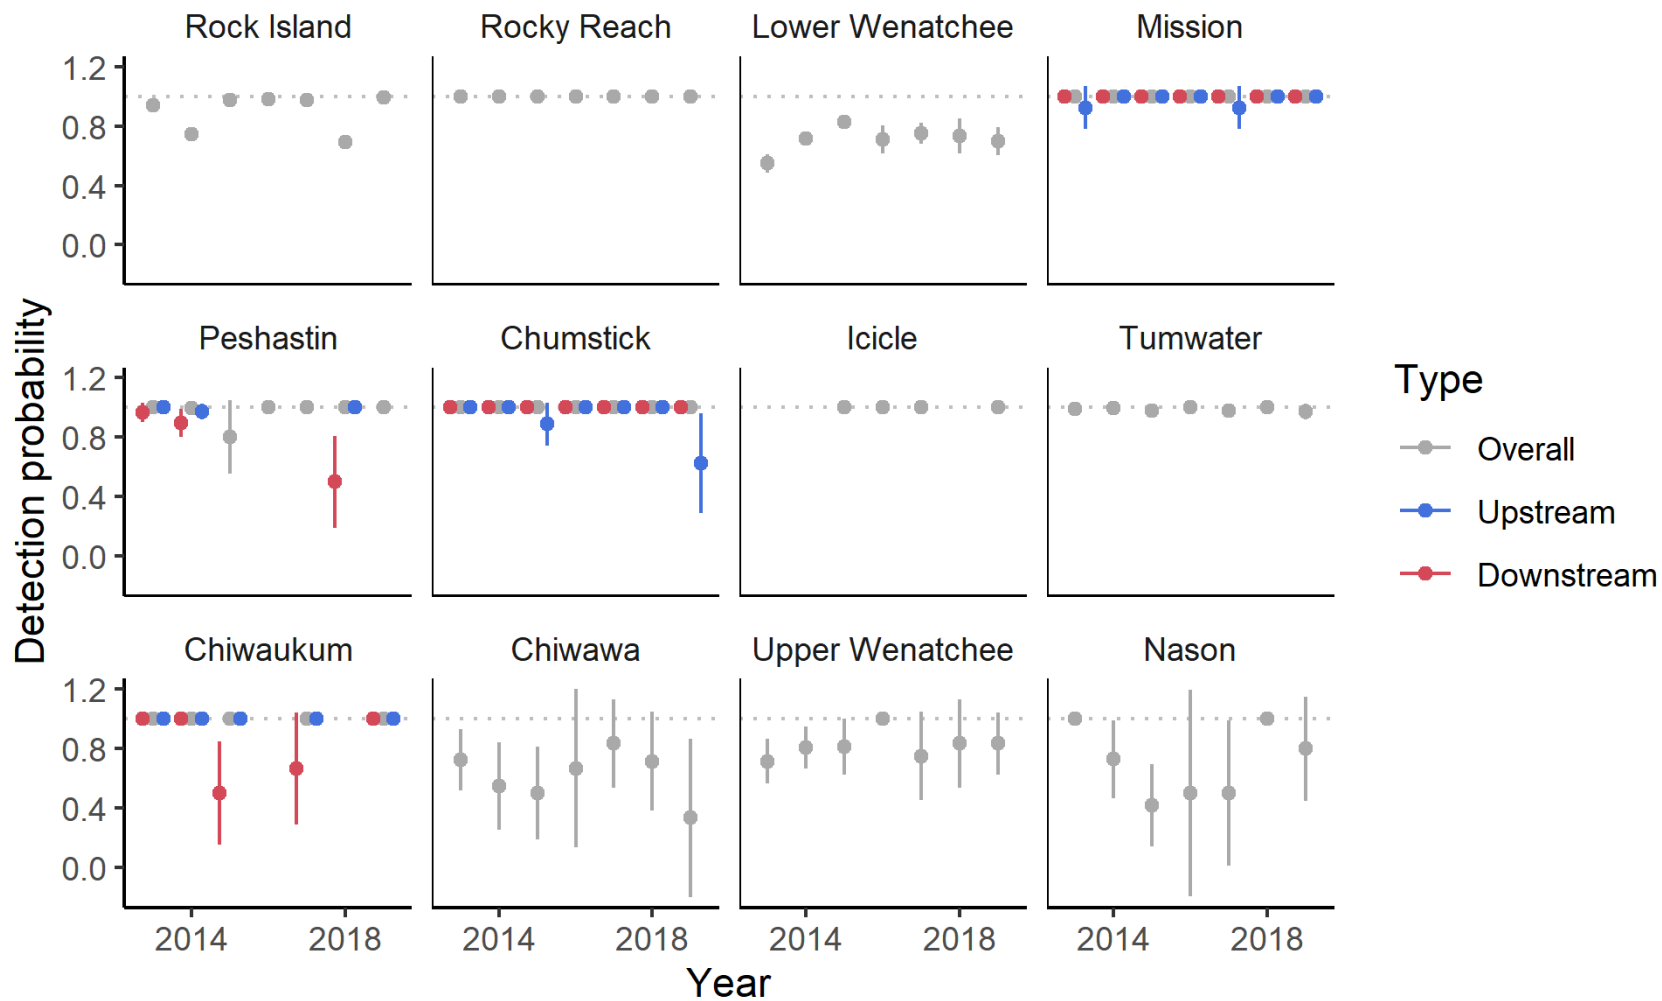 Rock Island Rocky Reach Lower Wenatchee Mission
1.2
0.8
0.4
0.0
Peshastin Chumstick Icicle Tumwater
1.2
0.8
0.4
0.0
Chiwaukum Chiwawa Upper Wenatchee Nason
1.2
0.8
0.4
0.0
2014 2018 2014 2018 2014 2018 2014 2018
Year
Detection probability
Type
Overall
Upstream
Downstream